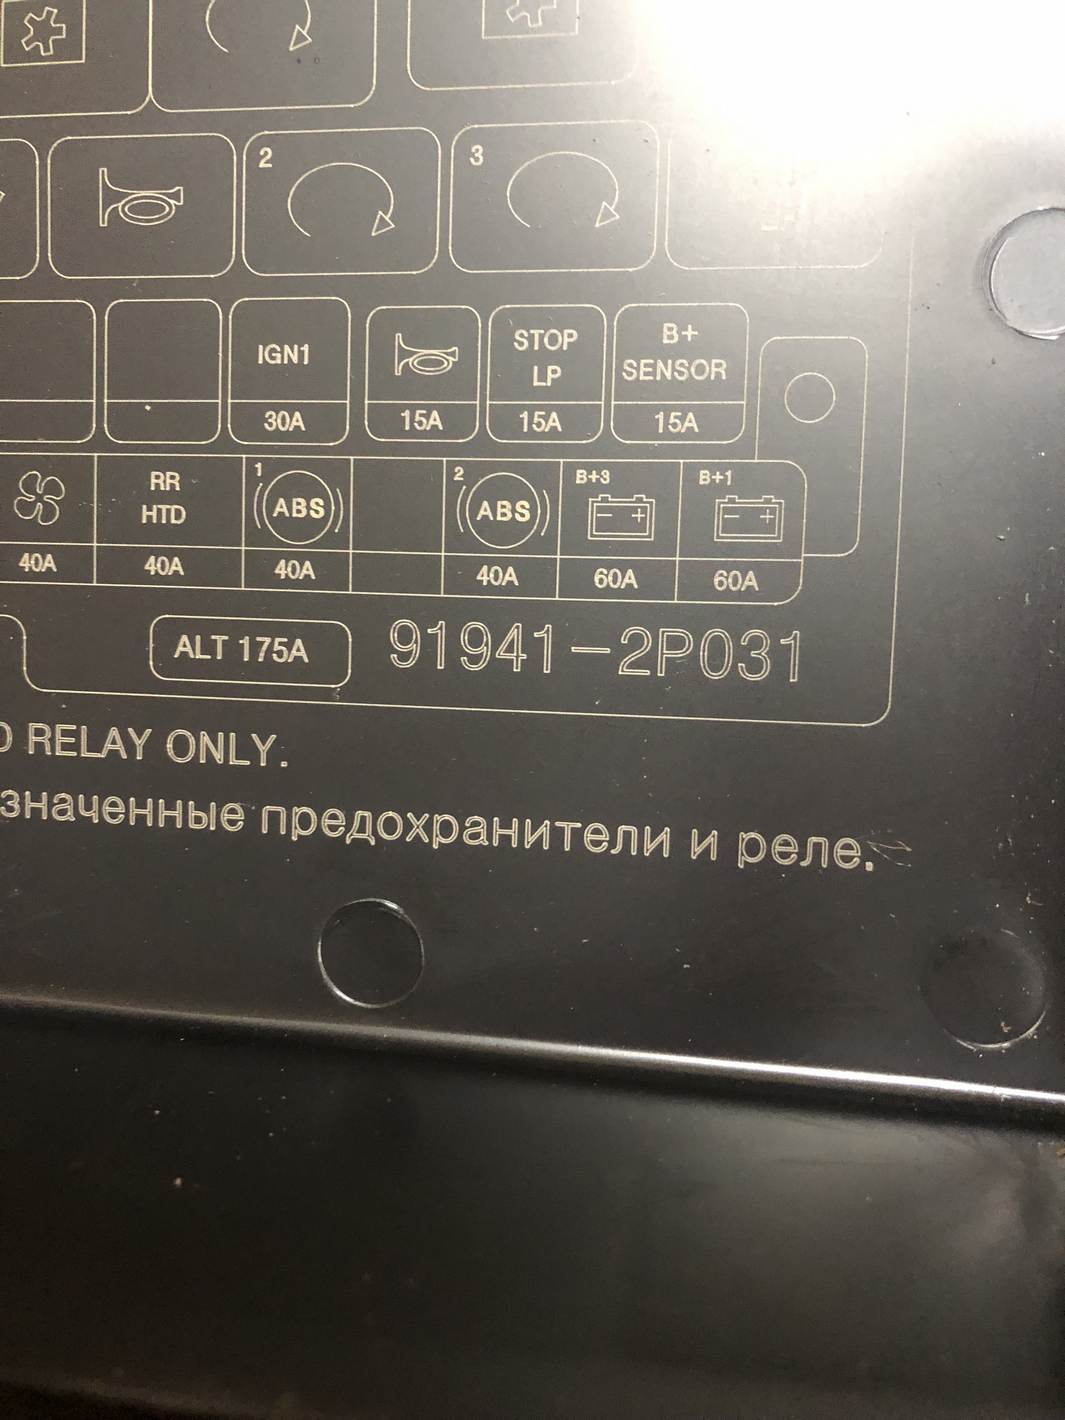 2 3
IGN1 STOP LP B+ SENSOR
30A 15A 15A 15A
RR HTD 1 ABS 2 ABS B+3 B+1
40A 40A 40A 40A 60A 60A
ALT 175A 91941-2P031
RELAY ONLY.
значенные предохранители и реле.